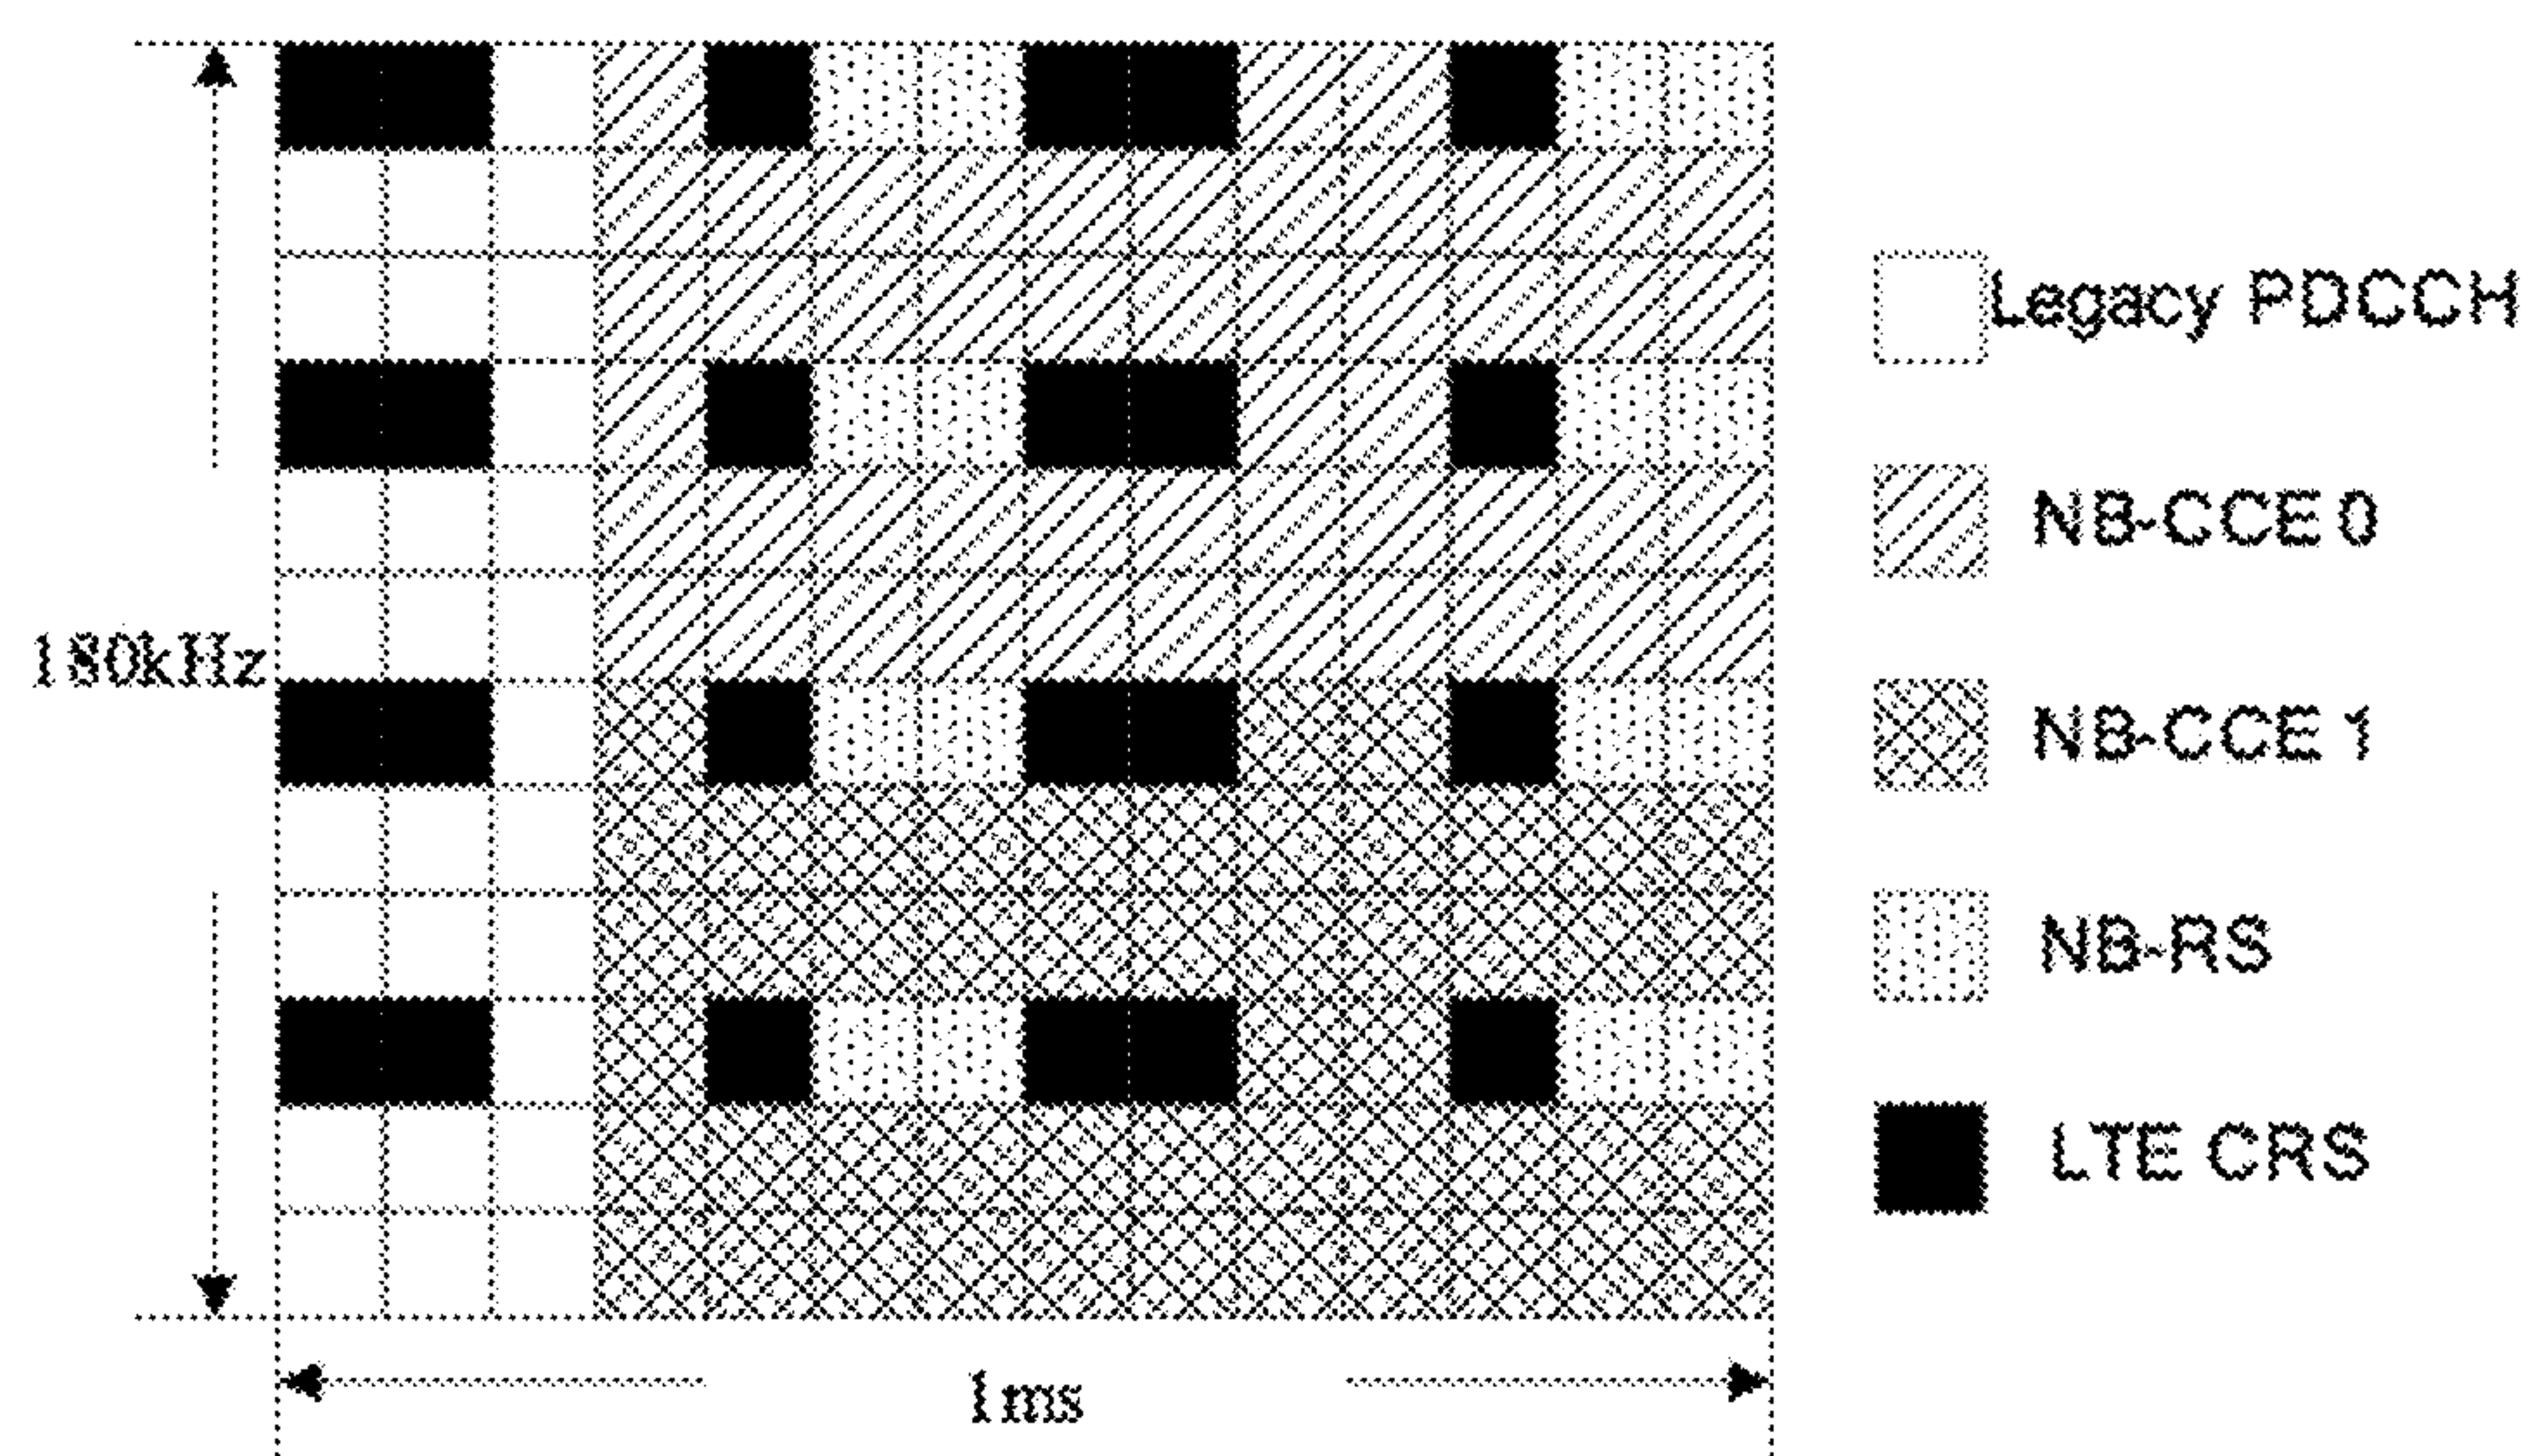 Legacy PDCCH
NB-CCE 0
180kHz
NB-CCE 1
NB-RS
LTE CRS
1ms